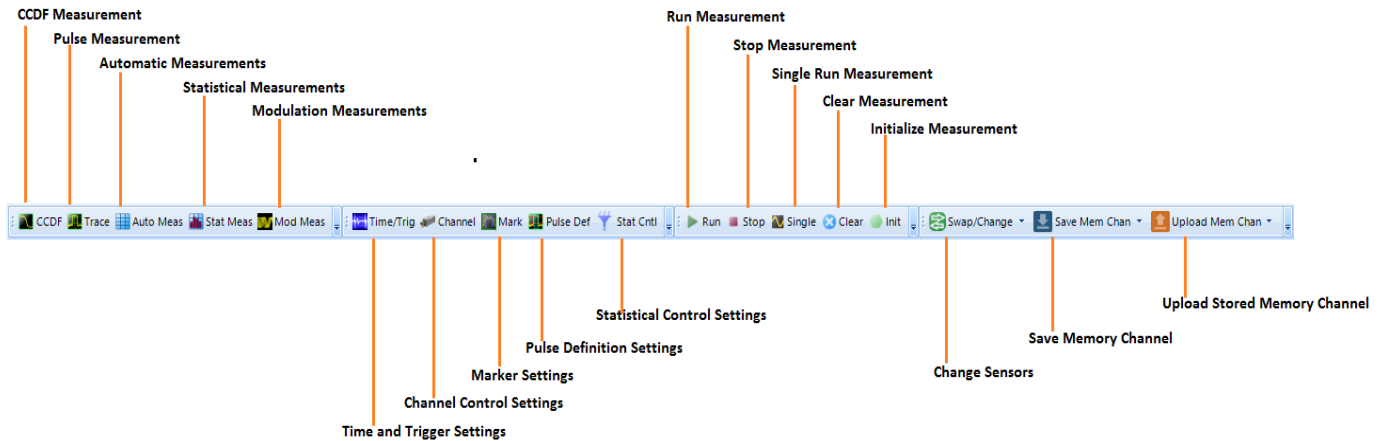 CCDF Measurement
Run Measurement
Pulse Measurement
Stop Measurement
Automatic Measurements
Single Run Measurement
Statistical Measurements
Clear Measurement
Modulation Measurements
Initialize Measurement
CCDF Trace Auto Meas Stat Meas Mod Meas Time/Trig Channel Mark Pulse Def Stat Cntl Run Stop Single Clear Init Swap/Change Save Mem Chan Upload Mem Chan
Upload Stored Memory Channel
Statistical Control Settings
Save Memory Channel
Pulse Definition Settings
Change Sensors
Marker Settings
Channel Control Settings
Time and Trigger Settings